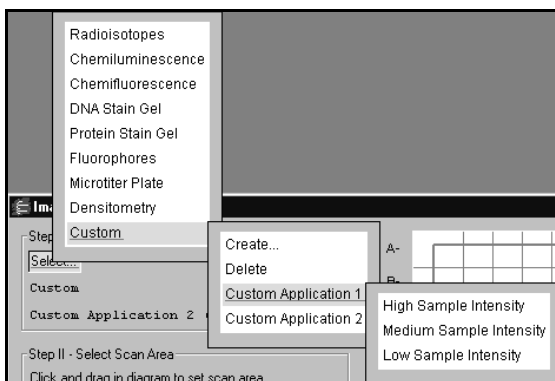 Radioisotopes
Chemiluminescence
Chemifluorescence
DNA Stain Gel
Protein Stain Gel
Fluorophores
Microtiter Plate
Densitometry
Custom
Step
Select...
Custom
Custom Application 2
Create...
Delete
Custom Application 1
Custom Application 2
A-
B-
High Sample Intensity
Medium Sample Intensity
Low Sample Intensity
Step II - Select Scan Area
Click and drag in diagram to set scan area